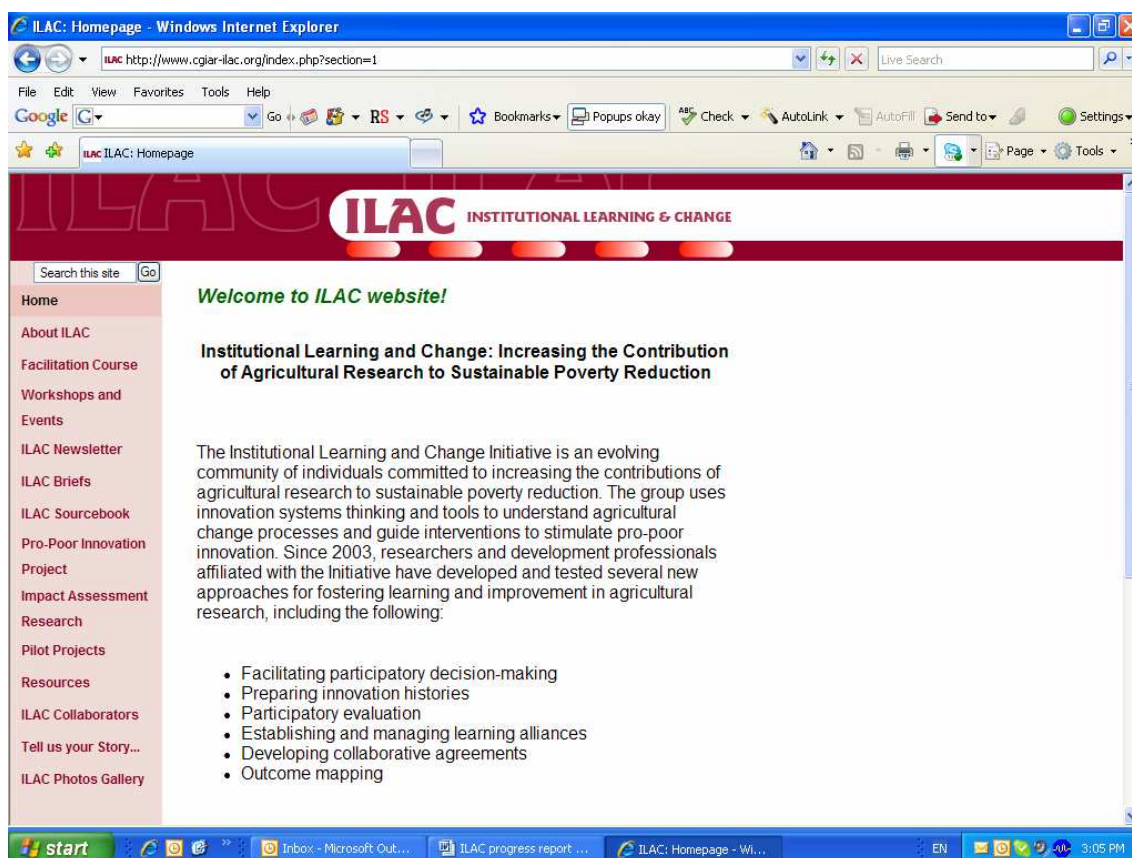 ILAC: Homepage - Windows Internet Explorer
ILAC http://www.cgiar-ilac.org/index.php?section=1
Live Search
File Edit View Favorites Tools Help
Google G Go RS Bookmarks Popups okay ABC Check AutoLink AutoFill Send to Settings
ILAC ILAC: Homepage
Page Tools
ILAC ILAC
ILAC INSTITUTIONAL LEARNING & CHANGE
Search this site Go
Home
About ILAC
Facilitation Course
Workshops and
Events
ILAC Newsletter
ILAC Briefs
ILAC Sourcebook
Pro-Poor Innovation
Project
Impact Assessment
Research
Pilot Projects
Resources
ILAC Collaborators
Tell us your Story...
ILAC Photos Gallery
Welcome to ILAC website!
Institutional Learning and Change: Increasing the Contribution
of Agricultural Research to Sustainable Poverty Reduction
The Institutional Learning and Change Initiative is an evolving
community of individuals committed to increasing the contributions of
agricultural research to sustainable poverty reduction. The group uses
innovation systems thinking and tools to understand agricultural
change processes and guide interventions to stimulate pro-poor
innovation. Since 2003, researchers and development professionals
affiliated with the Initiative have developed and tested several new
approaches for fostering learning and improvement in agricultural
research, including the following:
• Facilitating participatory decision-making
• Preparing innovation histories
• Participatory evaluation
• Establishing and managing learning alliances
• Developing collaborative agreements
• Outcome mapping
start Inbox - Microsoft Out... ILAC progress report ... ILAC: Homepage - Wi... EN 3:05 PM